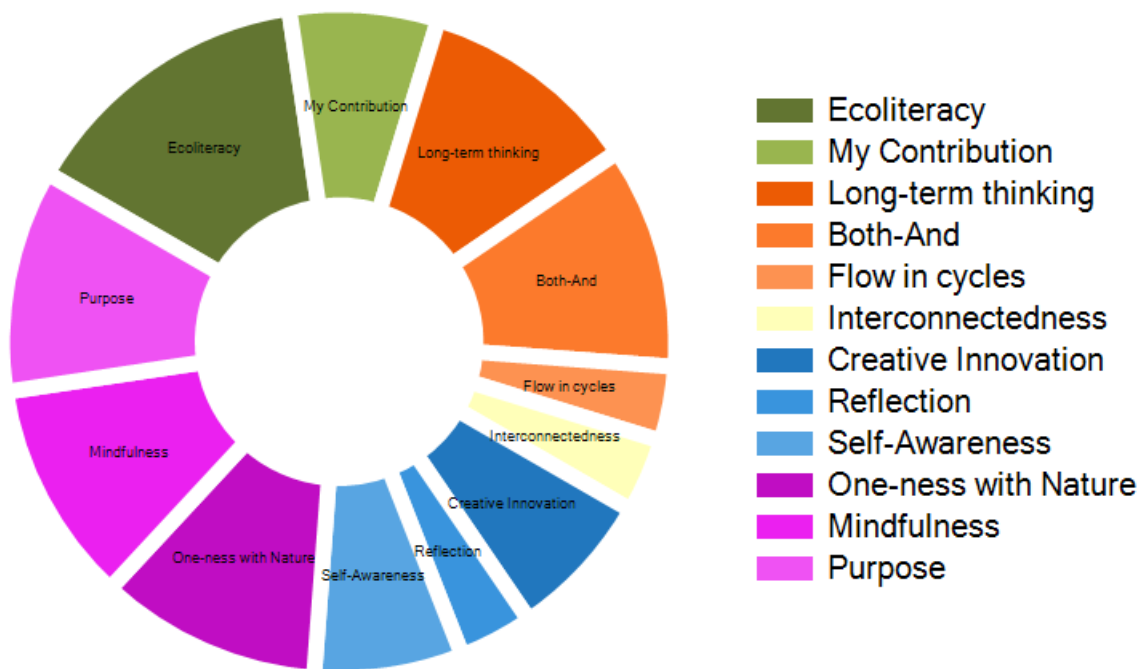 My Contribution
Ecoliteracy
Long-term thinking
Both-And
Purpose
Flow in cycles
Interconnectedness
Mindfulness
Creative Innovation
Reflection
One-ness with Nature
Self-Awareness
Ecoliteracy
My Contribution
Long-term thinking
Both-And
Flow in cycles
Interconnectedness
Creative Innovation
Reflection
Self-Awareness
One-ness with Nature
Mindfulness
Purpose